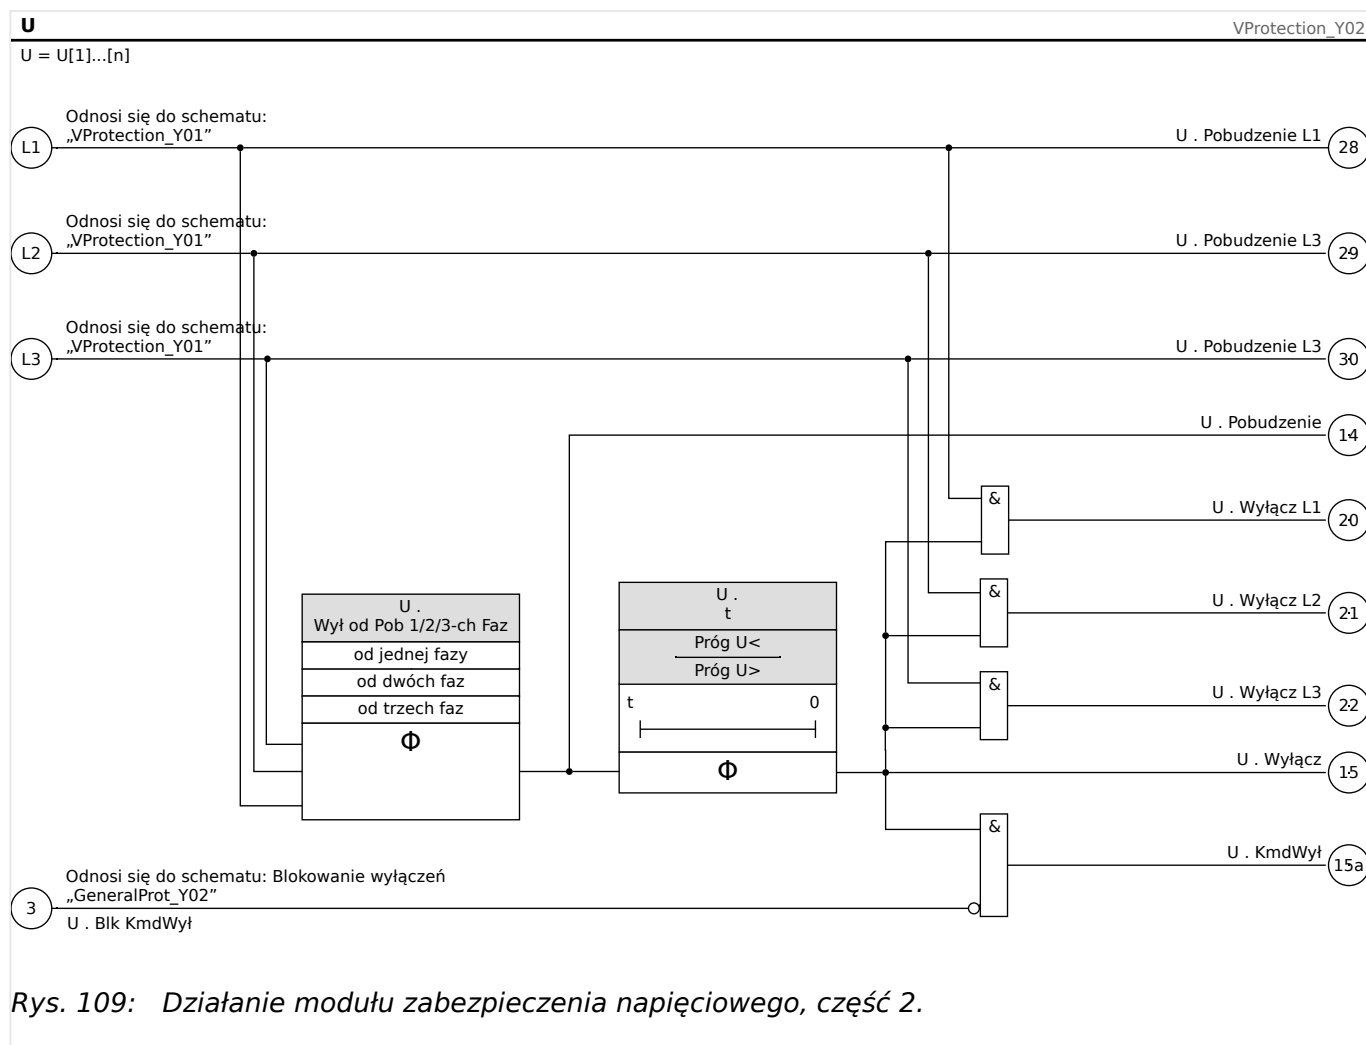 U
VProtection_Y02
U = U[1]...[n]
Odnosi się do schematu:
„VProtection_Y01”
L1
U . Pobudzenie L1
28
Odnosi się do schematu:
„VProtection_Y01”
L2
U . Pobudzenie L3
29
Odnosi się do schematu:
„VProtection_Y01”
L3
U . Pobudzenie L3
30
U . Pobudzenie
14
&
U . Wyłącz L1
20
&
U . Wyłącz L2
21
U .
Wył od Pob 1/2/3-ch Faz
od jednej fazy
od dwóch faz
od trzech faz
Φ
U .
t
Próg U<
Próg U>
t
0
Φ
&
U . Wyłącz L3
22
U . Wyłącz
15
&
U . KmdWył
15a
Odnosi się do schematu: Blokowanie wyłączeń
„GeneralProt_Y02”
3
U . Blk KmdWył
Rys. 109: Działanie modułu zabezpieczenia napięciowego, część 2.